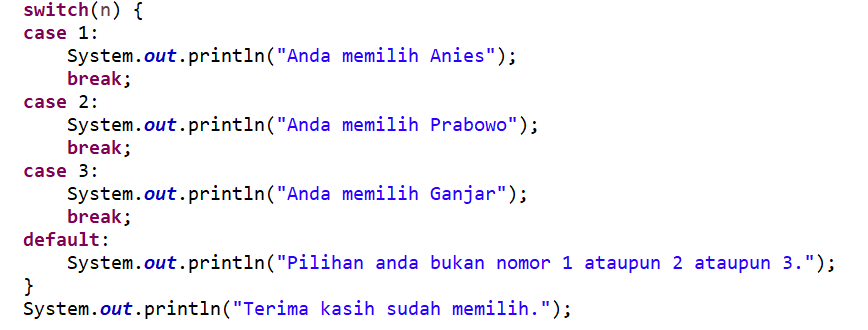 switch(n) {
case 1:
    System.out.println("Anda memilih Anies");
    break;
case 2:
    System.out.println("Anda memilih Prabowo");
    break;
case 3:
    System.out.println("Anda memilih Ganjar");
    break;
default:
    System.out.println("Pilihan anda bukan nomor 1 ataupun 2 ataupun 3.");
}
System.out.println("Terima kasih sudah memilih.");